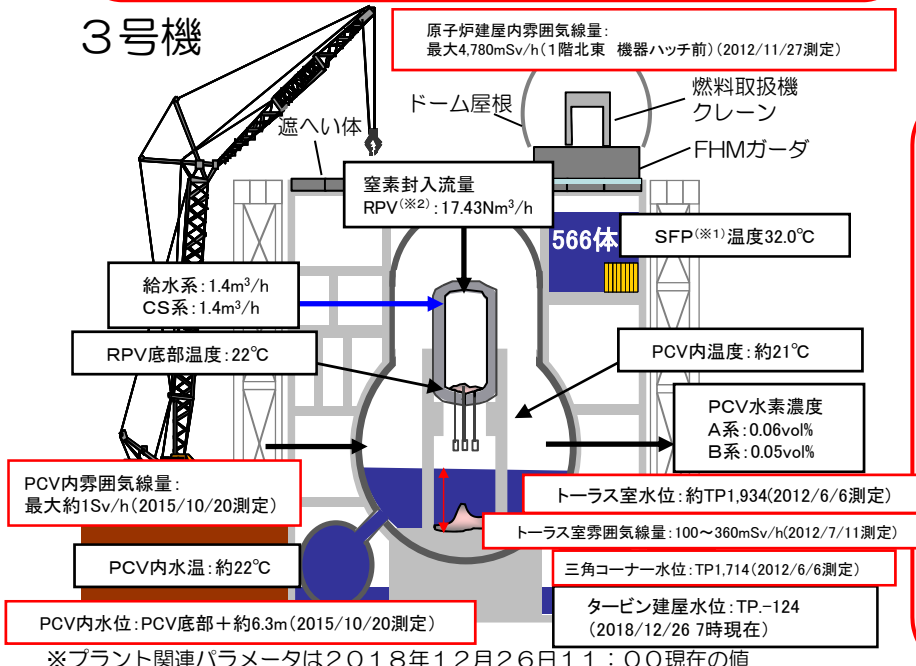 3号機
原子炉建屋内雰囲気線量:
最大4,780mSv/h(1階北東 機器ハッチ前)(2012/11/27測定)
ドーム屋根
燃料取扱機
クレーン
遮へい体
FHMガーダ
窒素封入流量
RPV(※2):17.43Nm³/h
566体
SFP(※1)温度32.0℃
給水系:1.4m³/h
CS系:1.4m³/h
RPV底部温度:22℃
PCV内温度:約21℃
PCV水素濃度
A系:0.06vol%
B系:0.05vol%
PCV内雰囲気線量:
最大約1Sv/h(2015/10/20測定)
トーラス室水位:約TP1,934(2012/6/6測定)
トーラス室雰囲気線量:100~360mSv/h(2012/7/11測定)
PCV内水温:約22℃
三角コーナー水位:TP1,714(2012/6/6測定)
タービン建屋水位:TP.-124
(2018/12/26 7時現在)
PCV内水位:PCV底部+約6.3m(2015/10/20測定)
※プラント関連パラメータは2018年12月26日11:00現在の値